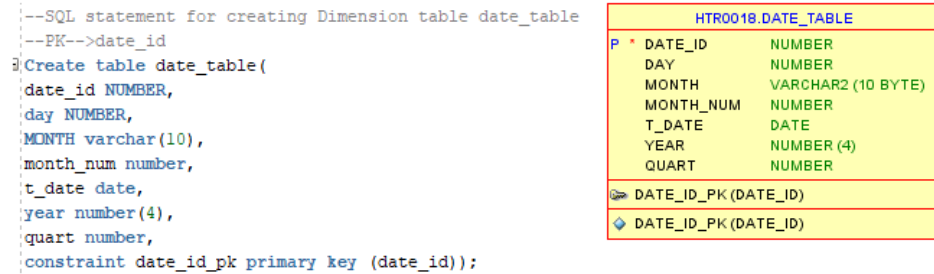 --SQL statement for creating Dimension table date_table
--PK-->date_id
Create table date_table(
date_id NUMBER,
day NUMBER,
MONTH varchar(10),
month_num number,
t_date date,
year number(4),
quart number,
constraint date_id_pk primary key (date_id));
HTR0018.DATE_TABLE
P * DATE_ID NUMBER
DAY NUMBER
MONTH VARCHAR2 (10 BYTE)
MONTH_NUM NUMBER
T_DATE DATE
YEAR NUMBER (4)
QUART NUMBER
DATE_ID_PK (DATE_ID)
DATE_ID_PK (DATE_ID)